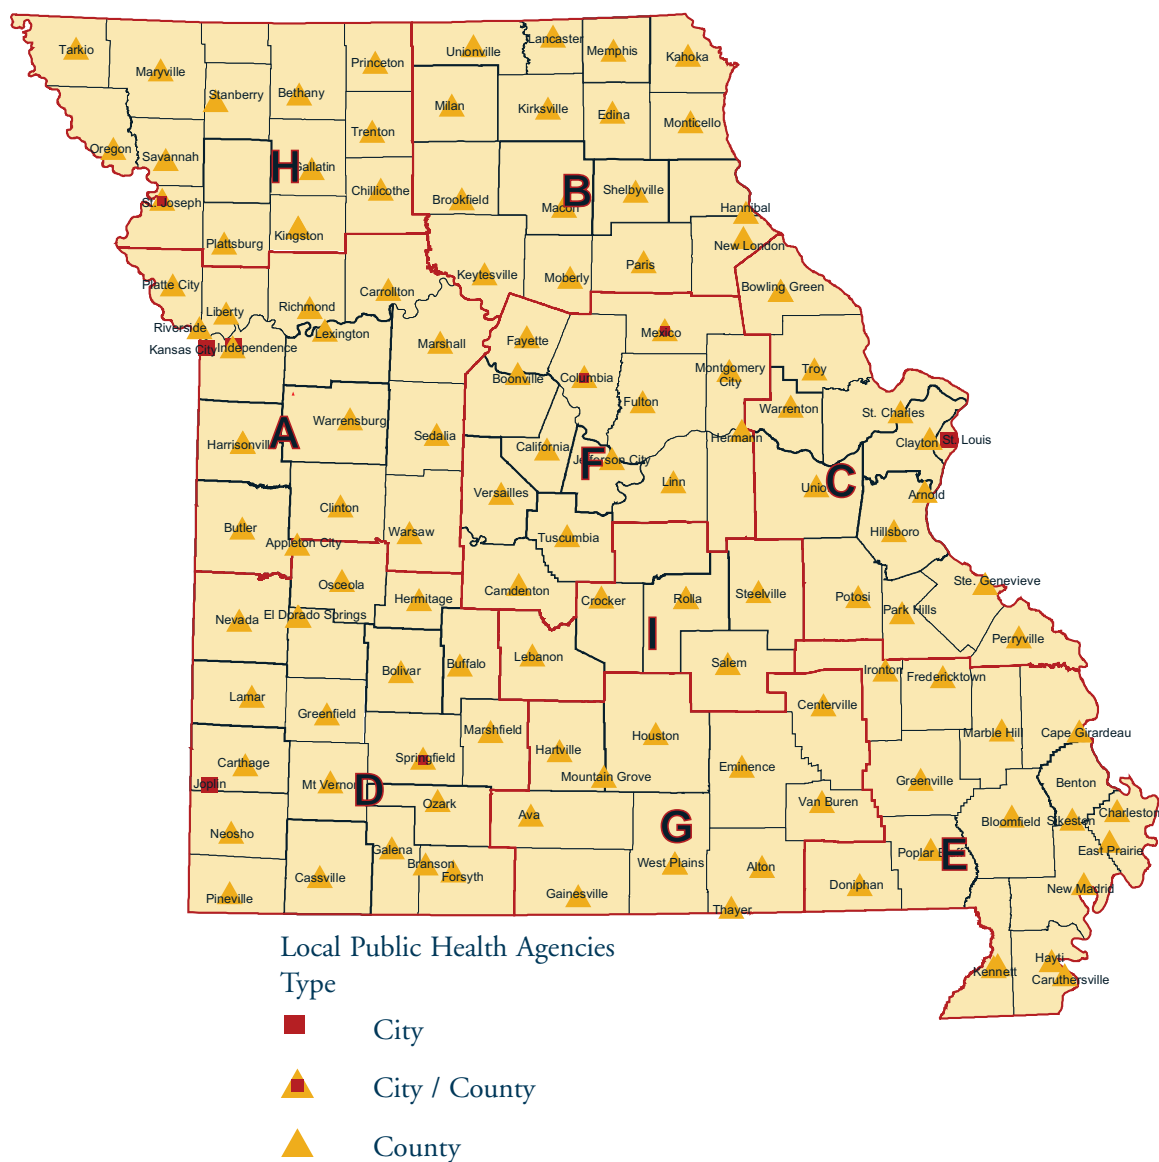 Tarkio
Maryville
Stanberry
Bethany
Princeton
Unionville
Lancaster
Memphis
Kahoka
Milan
Kirksville
Edina
Monticello
Trenton
Oregon
Savannah
H
Gallatin
Chillicothe
Brookfield
Macon
B
Shelbyville
Hannibal
St. Joseph
Plattsburg
Kingston
New London
Keytesville
Moberly
Paris
Bowling Green
Platte City
Liberty
Richmond
Carrollton
Riverside
Lexington
Kansas City
Independence
Marshall
Fayette
Mexico
Boonville
Columbia
Montgomery
City
Troy
Warrensburg
Fulton
Warrenton
St. Charles
Harrisonville
A
Sedalia
California
Hermann
Clayton
St. Louis
F
Jefferson City
Versailles
Linn
Union
C
Arnold
Clinton
Butler
Appleton City
Warsaw
Tuscumbia
Hillsboro
Osceola
Camdenton
Crocker
Rolla
Steelville
Potosi
Ste. Genevieve
Hermitage
Nevada
El Dorado Springs
Park Hills
I
Perryville
Bolivar
Buffalo
Lebanon
Salem
Ironton
Fredericktown
Lamar
Greenfield
Marshfield
Centerville
Houston
Marble Hill
Cape Girardeau
Carthage
Springfield
Hartville
Mountain Grove
Eminence
Greenville
Benton
Joplin
Mt Vernon
D
Ozark
Ava
Van Buren
Bloomfield
Sikeston
Charleston
Neosho
G
Galena
Branson
Forsyth
West Plains
Alton
Poplar Bluff
E
East Prairie
Pineville
Cassville
Gainesville
Thayer
Doniphan
New Madrid
Kennett
Hayti
Caruthersville
Local Public Health Agencies
Type
City
City / County
County